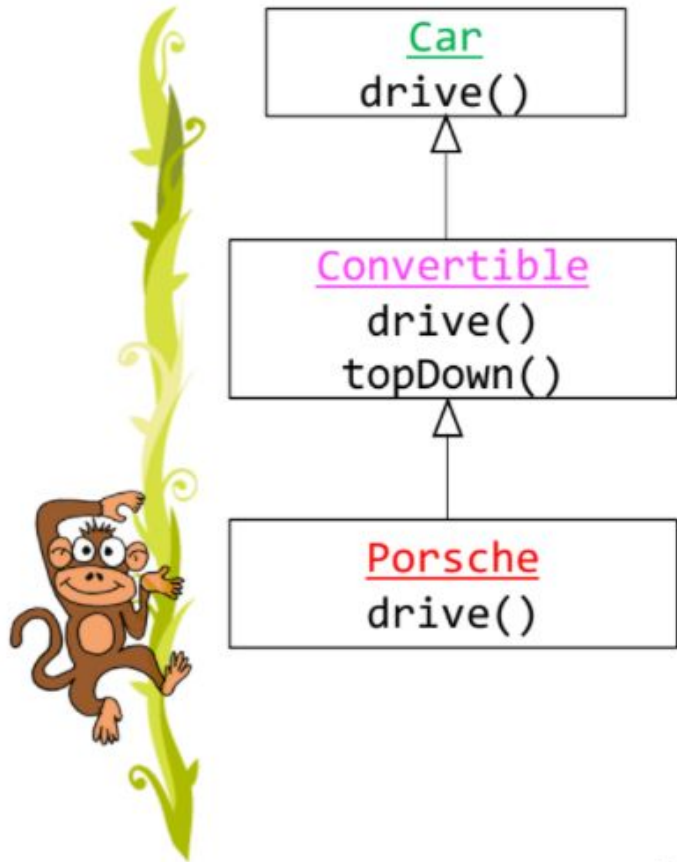 Car
drive()
Convertible
drive()
topDown()
Porsche
drive()